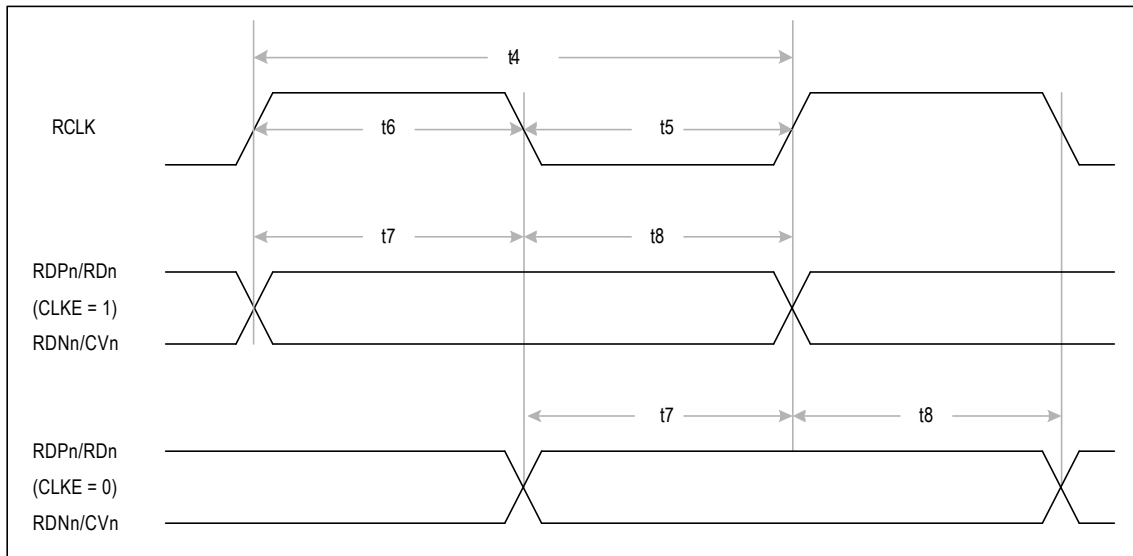 t4
RCLK
t6
t5
t7
t8
RDPn/RDn
(CLKE = 1)
RDNn/CVn
t7
t8
RDPn/RDn
(CLKE = 0)
RDNn/CVn